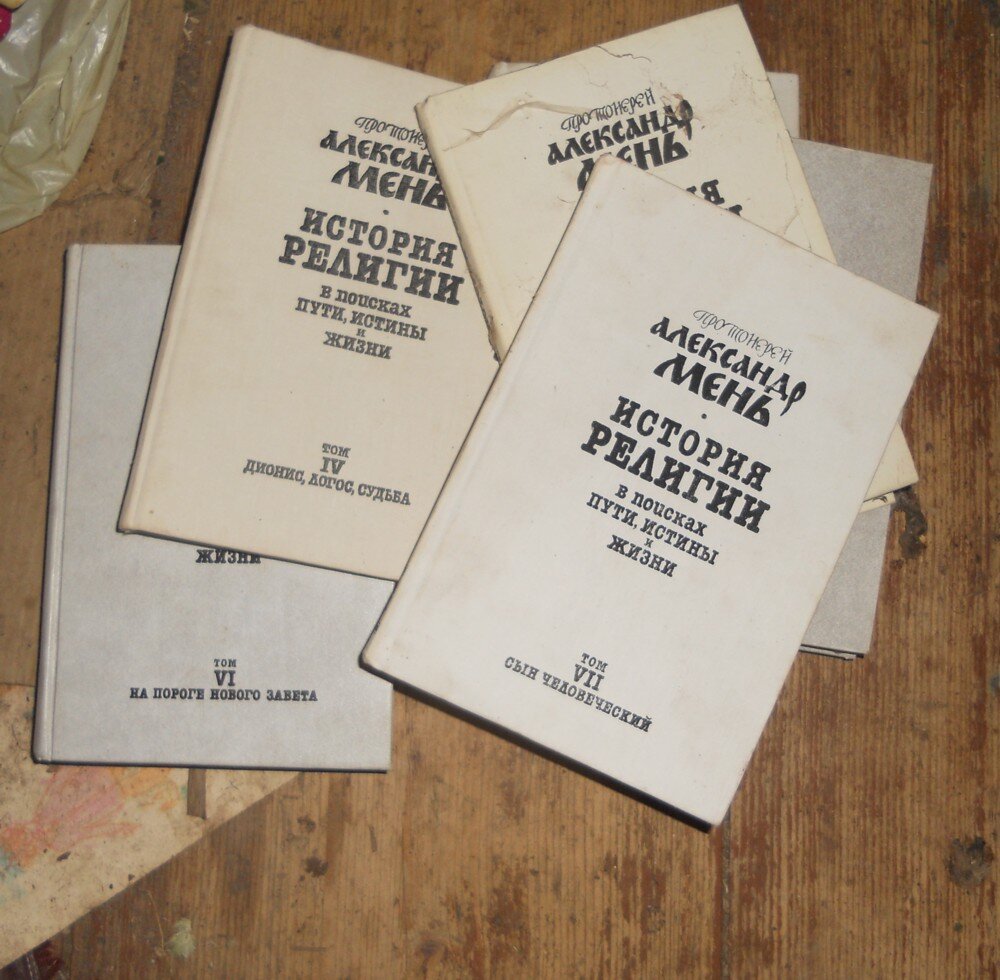 ПРОТОИЕРЕЙ
АЛЕКСАНДР
МЕНЬ
ИСТОРИЯ
РЕЛИГИИ
В ПОИСКАХ
ПУТИ, ИСТИНЫ
И
ЖИЗНИ
ТОМ
IV
ДИОНИС, ЛОГОС, СУДЬБА
ПРОТОИЕРЕЙ
АЛЕКСАНДР
МЕНЬ
ПРОТОИЕРЕЙ
АЛЕКСАНДР
МЕНЬ
ИСТОРИЯ
РЕЛИГИИ
В ПОИСКАХ
ПУТИ, ИСТИНЫ
И
ЖИЗНИ
ТОМ
VII
СЫН ЧЕЛОВЕЧЕСКИЙ
ЖИЗНИ
ТОМ
VI
НА ПОРОГЕ НОВОГО ЗАВЕТА